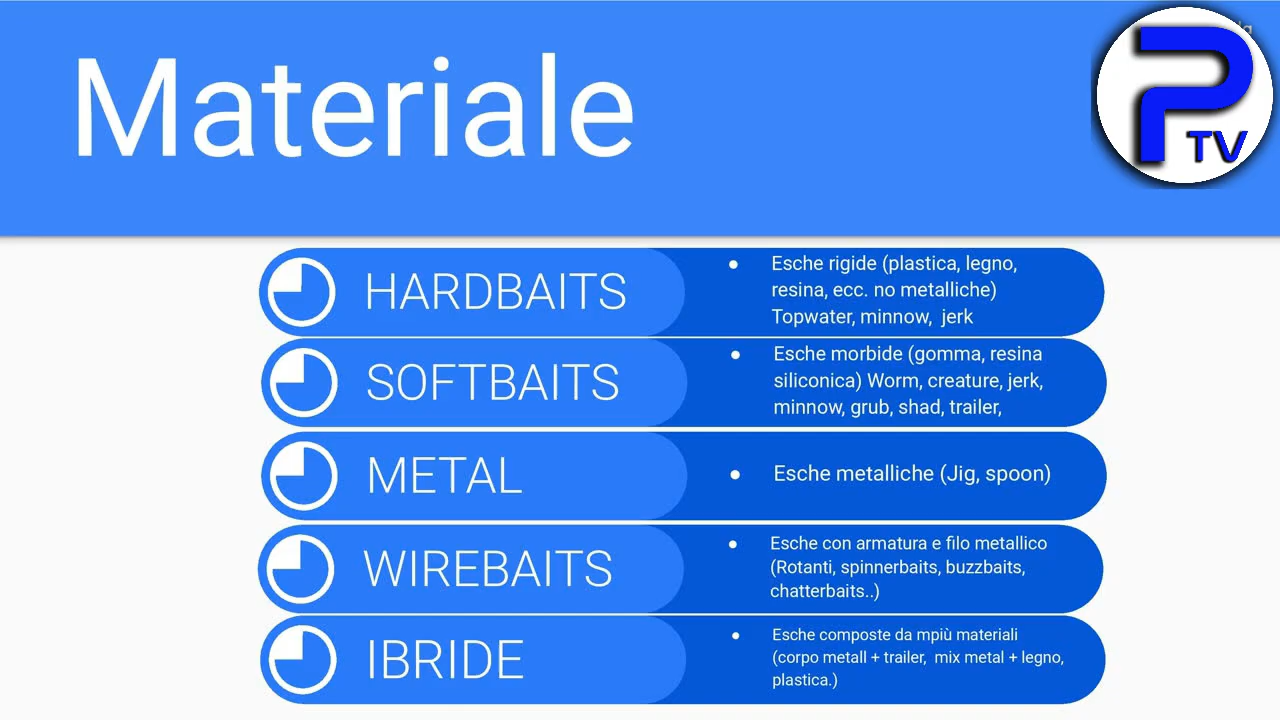 Materiale
P
TV
HARDBAITS
● Esche rigide (plastica, legno,
resina, ecc. no metalliche)
Topwater, minnow, jerk
SOFTBAITS
● Esche morbide (gomma, resina
siliconica) Worm, creature, jerk,
minnow, grub, shad, trailer,
METAL
● Esche metalliche (Jig, spoon)
WIREBAITS
● Esche con armatura e filo metallico
(Rotanti, spinnerbaits, buzzbaits,
chatterbaits..)
IBRIDE
● Esche composte da mpiù materiali
(corpo metall + trailer, mix metal + legno,
plastica.)